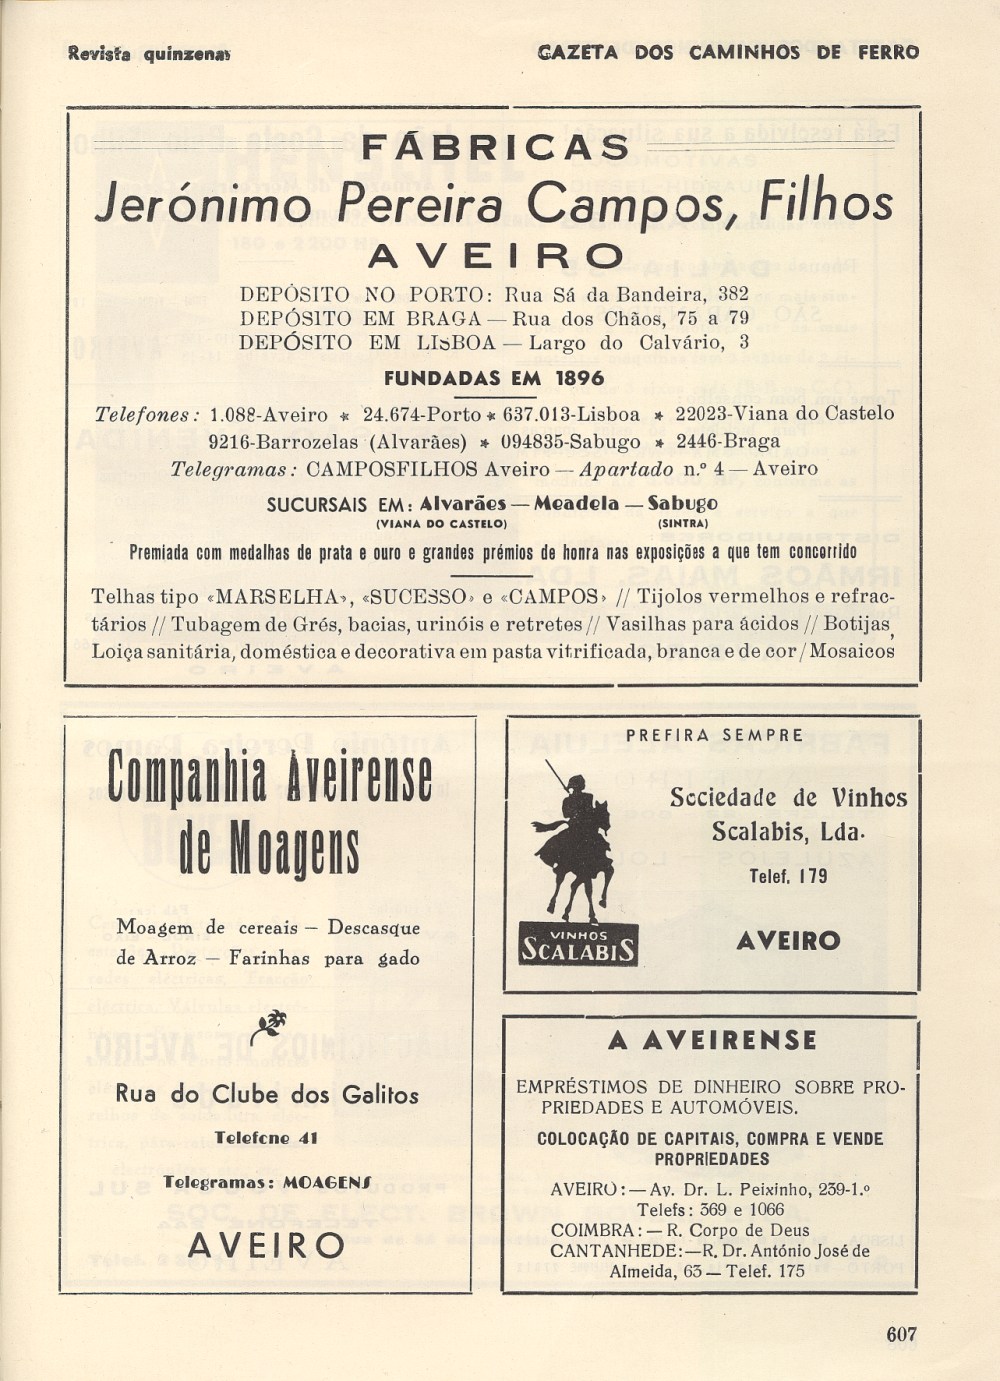 Revista quinzenal
GAZETA DOS CAMINHOS DE FERRO
FÁBRICAS
Jerónimo Pereira Campos, Filhos
AVEIRO
DEPÓSITO NO PORTO: Rua Sá da Bandeira, 382
DEPÓSITO EM BRAGA — Rua dos Chãos, 75 a 79
DEPÓSITO EM LISBOA — Largo do Calvário, 3
FUNDADAS EM 1896
Telefones: 1.088-Aveiro * 24.674-Porto * 637.013-Lisboa * 22023-Viana do Castelo
9216-Barrozelas (Alvarães) * 094835-Sabugo * 2446-Braga
Telegramas: CAMPOSFILHOS Aveiro — Apartado n.º 4 — Aveiro
SUCURSAIS EM: Alvarães — Meadela — Sabugo
(VIANA DO CASTELO) (SINTRA)
Premiada com medalhas de prata e ouro e grandes prémios de honra nas exposições a que tem concorrido
Telhas tipo «MARSELHA», «SUCESSO» e «CAMPOS» // Tijolos vermelhos e refrac-
tários // Tubagem de Grés, bacias, urinóis e retretes // Vasilhas para ácidos // Botijas,
Loiça sanitária, doméstica e decorativa em pasta vitrificada, branca e de cor / Mosaicos
Companhia Aveirense
de Moagens
Moagem de cereais — Descasque
de Arroz — Farinhas para gado
Rua do Clube dos Galitos
Telefone 41
Telegramas: MOAGENS
AVEIRO
PREFIRA SEMPRE
Sociedade de Vinhos
Scalabis, Lda.
Telef. 179
AVEIRO
VINHOS
SCALABIS
A AVEIRENSE
EMPRÉSTIMOS DE DINHEIRO SOBRE PRO-
PRIEDADES E AUTOMÓVEIS.
COLOCAÇÃO DE CAPITAIS, COMPRA E VENDE
PROPRIEDADES
AVEIRO: — Av. Dr. L. Peixinho, 239-1.º
Telefs: 369 e 1066
COIMBRA: — R. Corpo de Deus
CANTANHEDE: — R. Dr. António José de
Almeida, 63 — Telef. 175
607